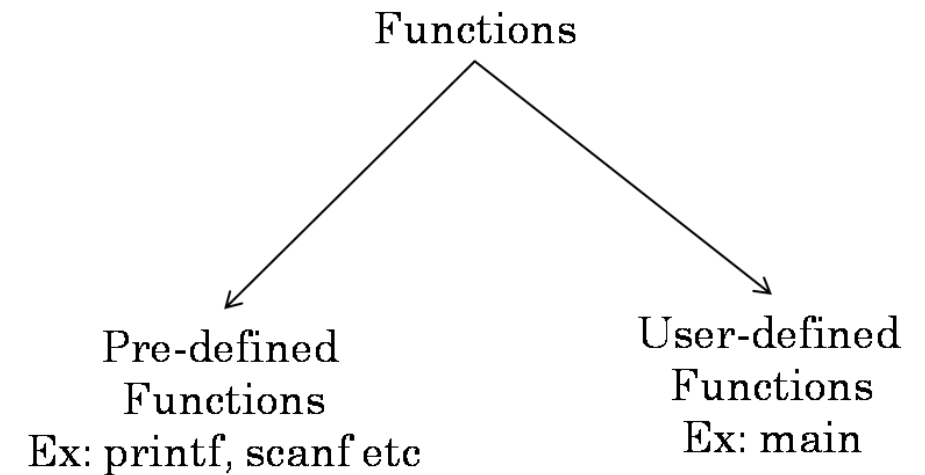 Functions
Pre-defined
Functions
Ex: printf, scanf etc
User-defined
Functions
Ex: main